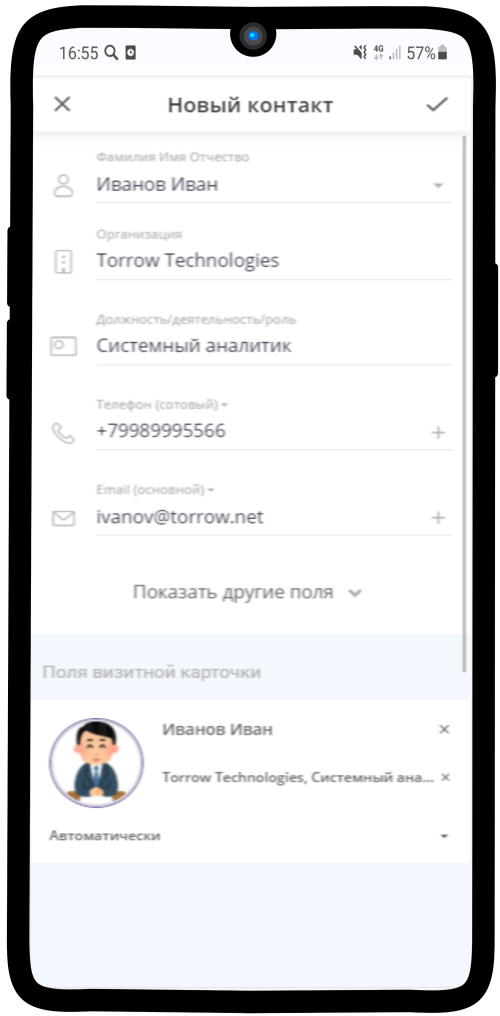 16:55
4G
57%
Новый контакт
Фамилия Имя Отчество
Иванов Иван
Организация
Torrow Technologies
Должность/деятельность/роль
Системный аналитик
Телефон (сотовый)
+79989995566
Email (основной)
ivanov@torrow.net
Показать другие поля
Поля визитной карточки
Иванов Иван
Torrow Technologies, Системный ана...
Автоматически